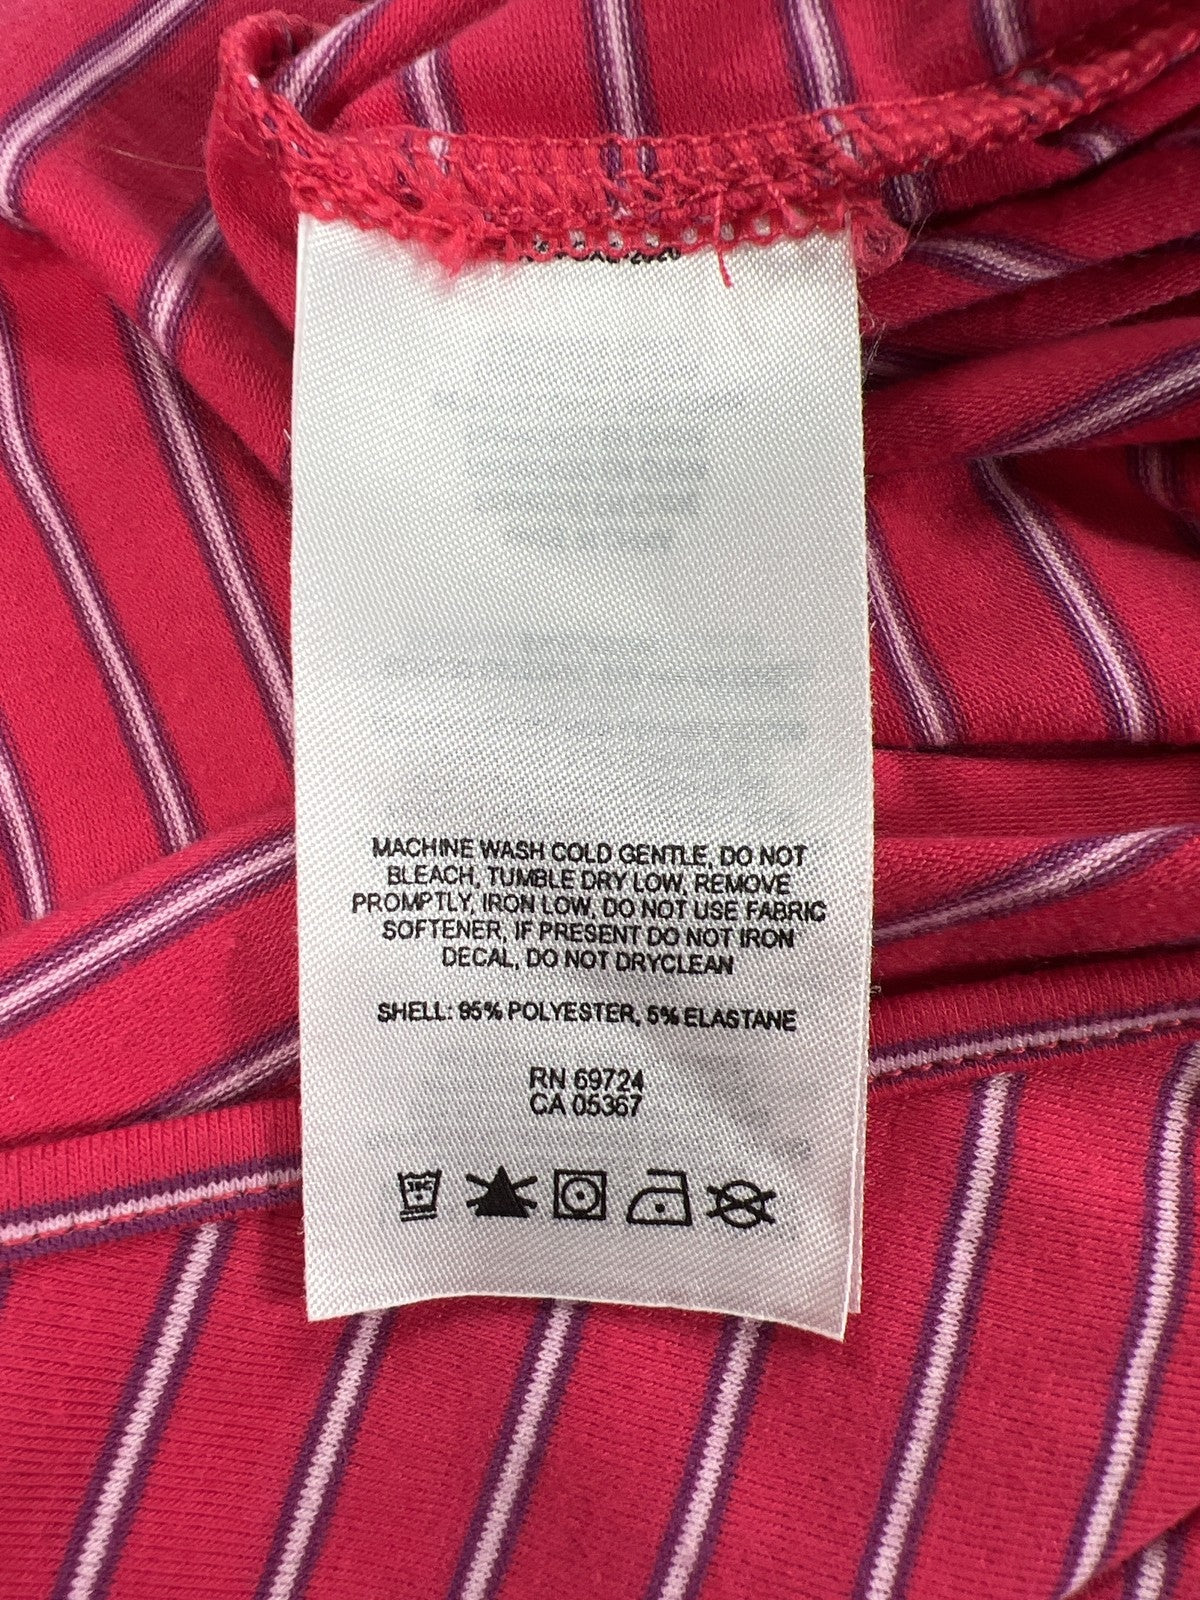 MACHINE WASH COLD GENTLE, DO NOT
BLEACH, TUMBLE DRY LOW, REMOVE
PROMPTLY, IRON LOW, DO NOT USE FABRIC
SOFTENER, IF PRESENT DO NOT IRON
DECAL, DO NOT DRYCLEAN
SHELL: 95% POLYESTER, 5% ELASTANE
RN 69724
CA 05367
30C